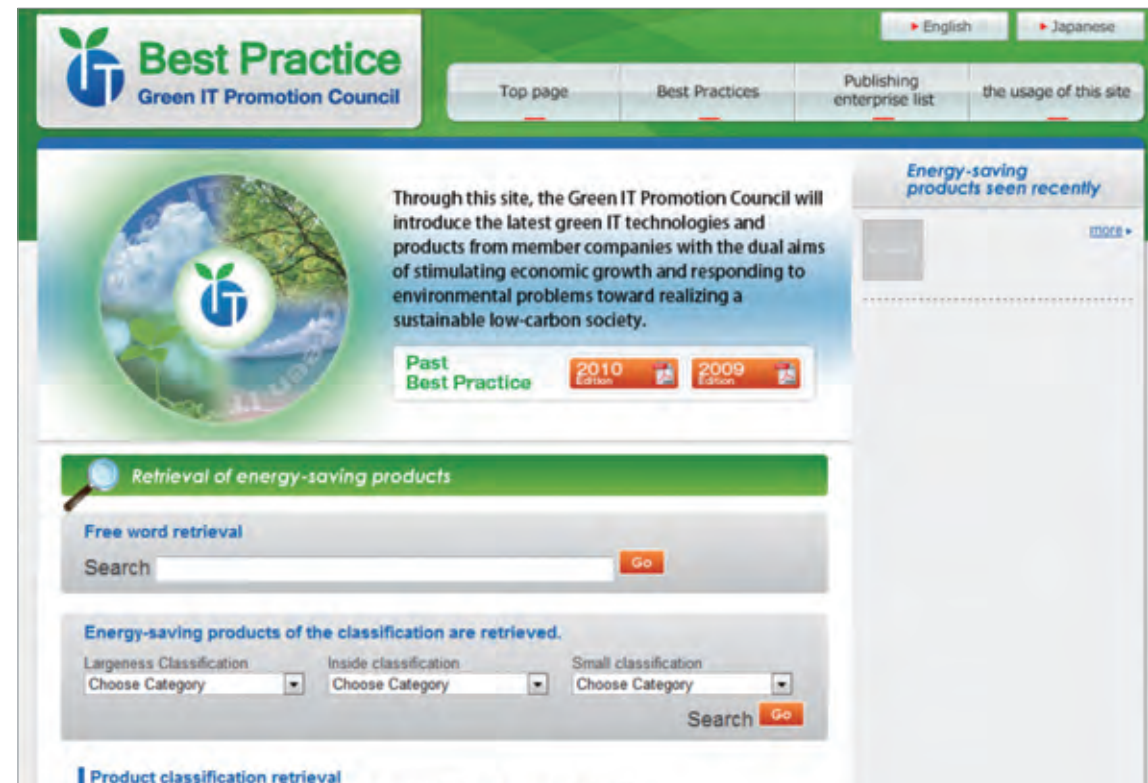 Best Practice
Green IT Promotion Council
English
Japanese
Top page
Best Practices
Publishing
enterprise list
the usage of this site
Through this site, the Green IT Promotion Council will
introduce the latest green IT technologies and
products from member companies with the dual aims
of stimulating economic growth and responding to
environmental problems toward realizing a
sustainable low-carbon society.
Past
Best Practice
2010
Edition
2009
Edition
Energy-saving
products seen recently
more
Retrieval of energy-saving products
Free word retrieval
Search
Go
Energy-saving products of the classification are retrieved.
Largeness Classification
Inside classification
Small classification
Choose Category
Choose Category
Choose Category
Search
Go
Product classification retrieval